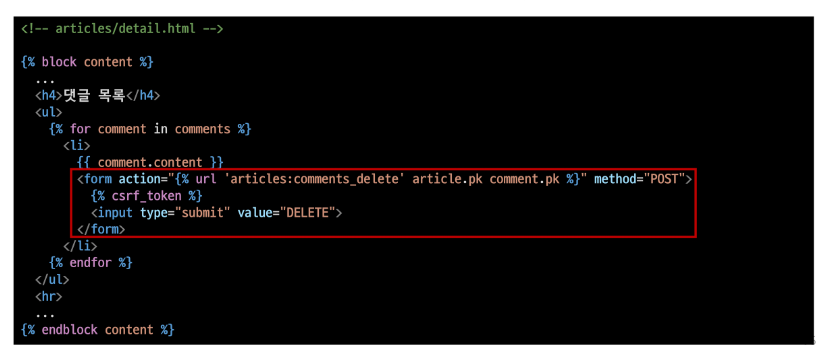 <!-- articles/detail.html -->
{% block content %}
...
<h4>댓글 목록</h4>
<ul>
{% for comment in comments %}
<li>
{{ comment.content }}
<form action="{% url 'articles:comments_delete' article.pk comment.pk %}" method="POST">
{% csrf_token %}
<input type="submit" value="DELETE">
</form>
</li>
{% endfor %}
</ul>
<hr>
...
{% endblock content %}